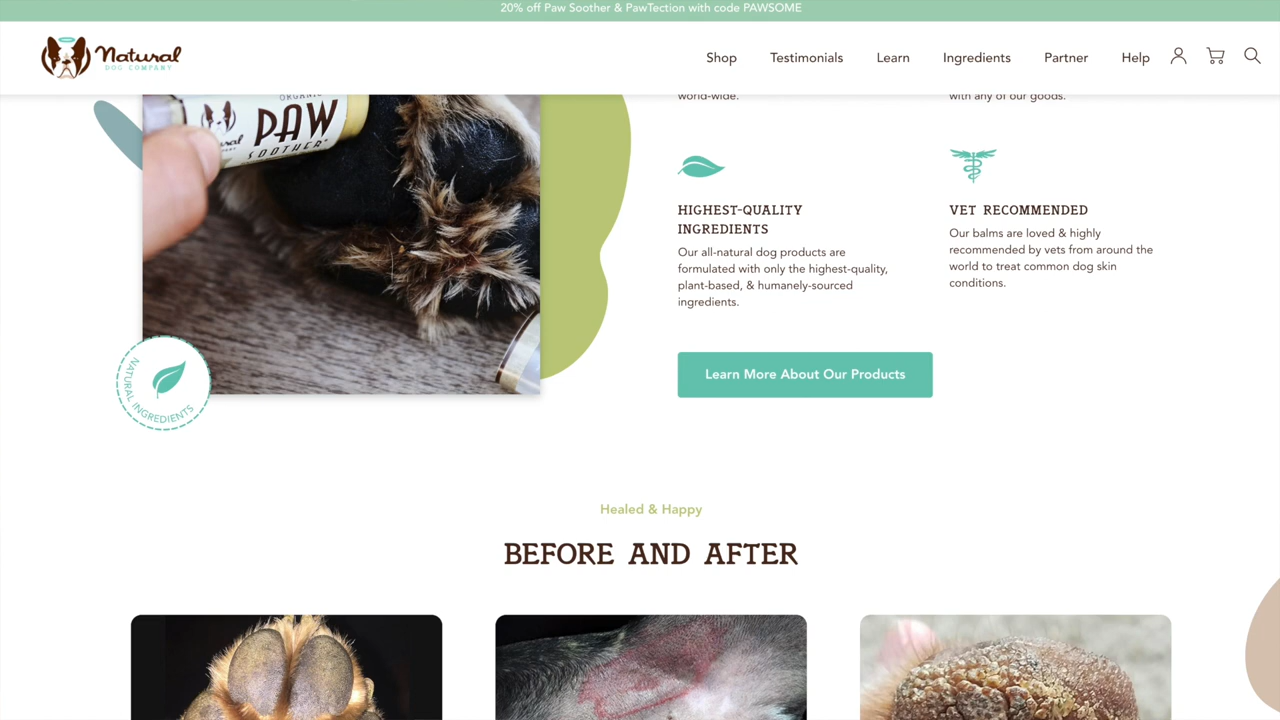 20% off Paw Soother & PawTection with code PAWSOME
Natural
DOG COMPANY
Shop
Testimonials
Learn
Ingredients
Partner
Help
ORGANIC
PAW
SOOTHER
NATURAL INGREDIENTS
world-wide.
with any of our goods.
HIGHEST-QUALITY
INGREDIENTS
Our all-natural dog products are
formulated with only the highest-quality,
plant-based, & humanely-sourced
ingredients.
VET RECOMMENDED
Our balms are loved & highly
recommended by vets from around the
world to treat common dog skin
conditions.
Learn More About Our Products
Healed & Happy
BEFORE AND AFTER